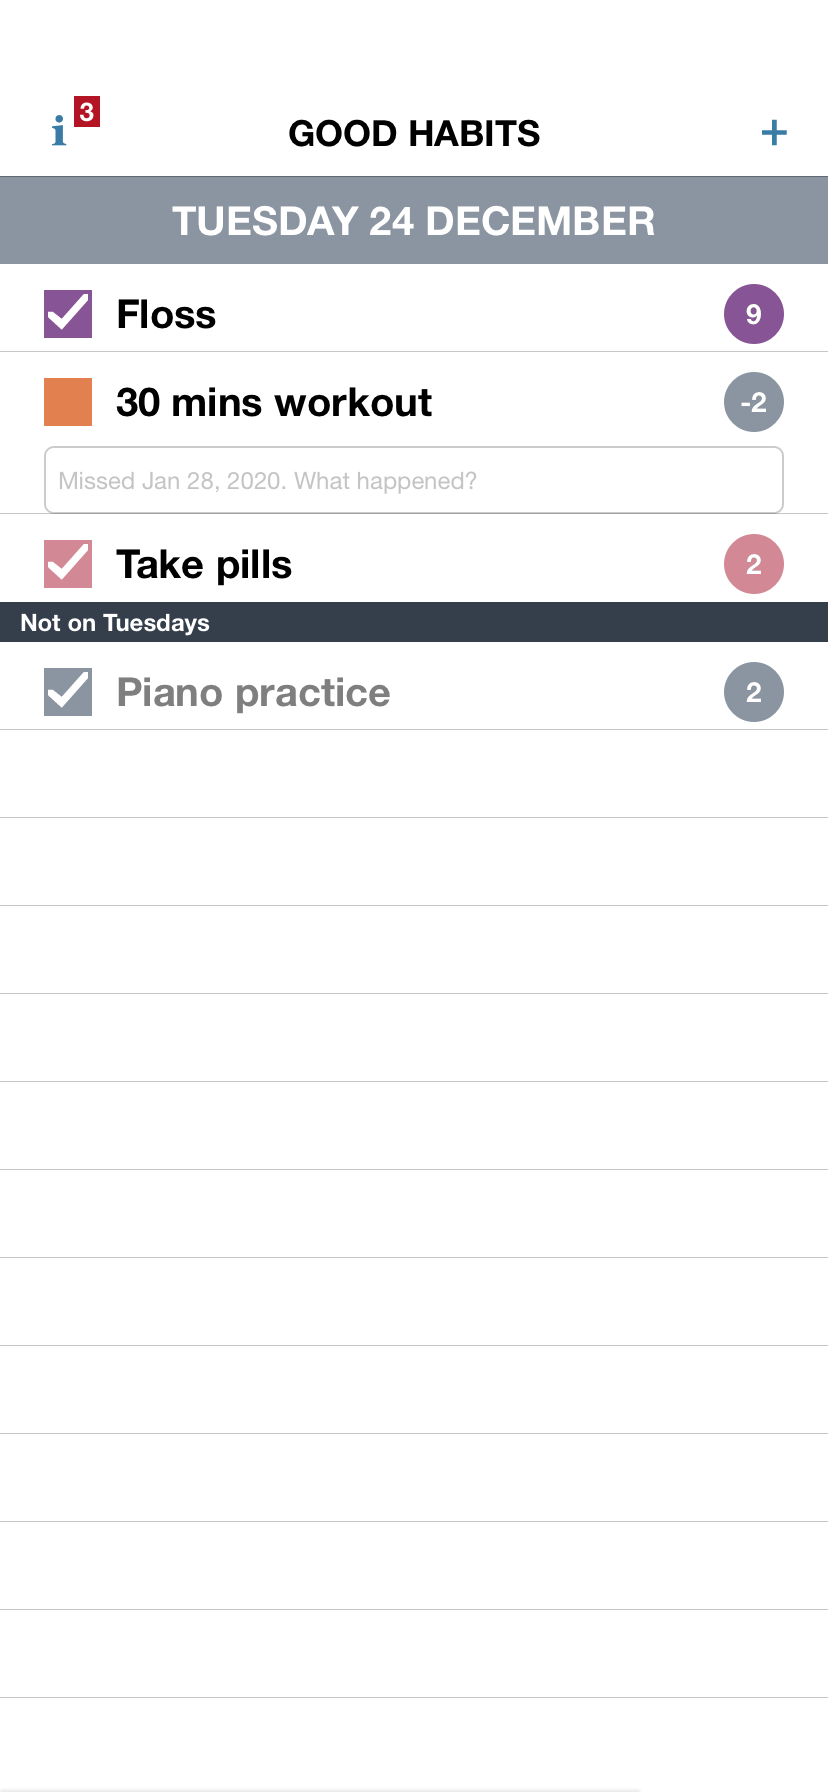 i 3
GOOD HABITS
+
TUESDAY 24 DECEMBER
Floss 9
30 mins workout -2
Missed Jan 28, 2020. What happened?
Take pills 2
Not on Tuesdays
Piano practice 2